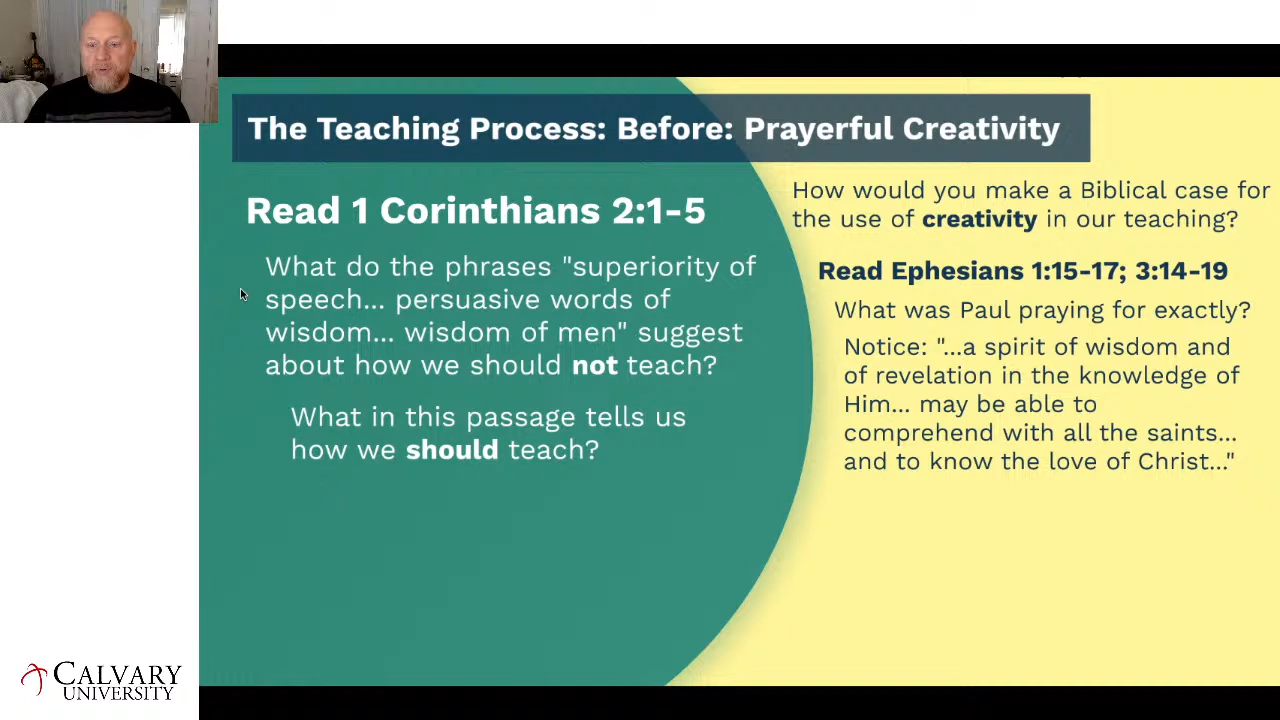 The Teaching Process: Before: Prayerful Creativity
Read 1 Corinthians 2:1-5
What do the phrases "superiority of
speech... persuasive words of
wisdom... wisdom of men" suggest
about how we should not teach?
What in this passage tells us
how we should teach?
How would you make a Biblical case for
the use of creativity in our teaching?
Read Ephesians 1:15-17; 3:14-19
What was Paul praying for exactly?
Notice: "...a spirit of wisdom and
of revelation in the knowledge of
Him... may be able to
comprehend with all the saints...
and to know the love of Christ..."
CALVARY
UNIVERSITY